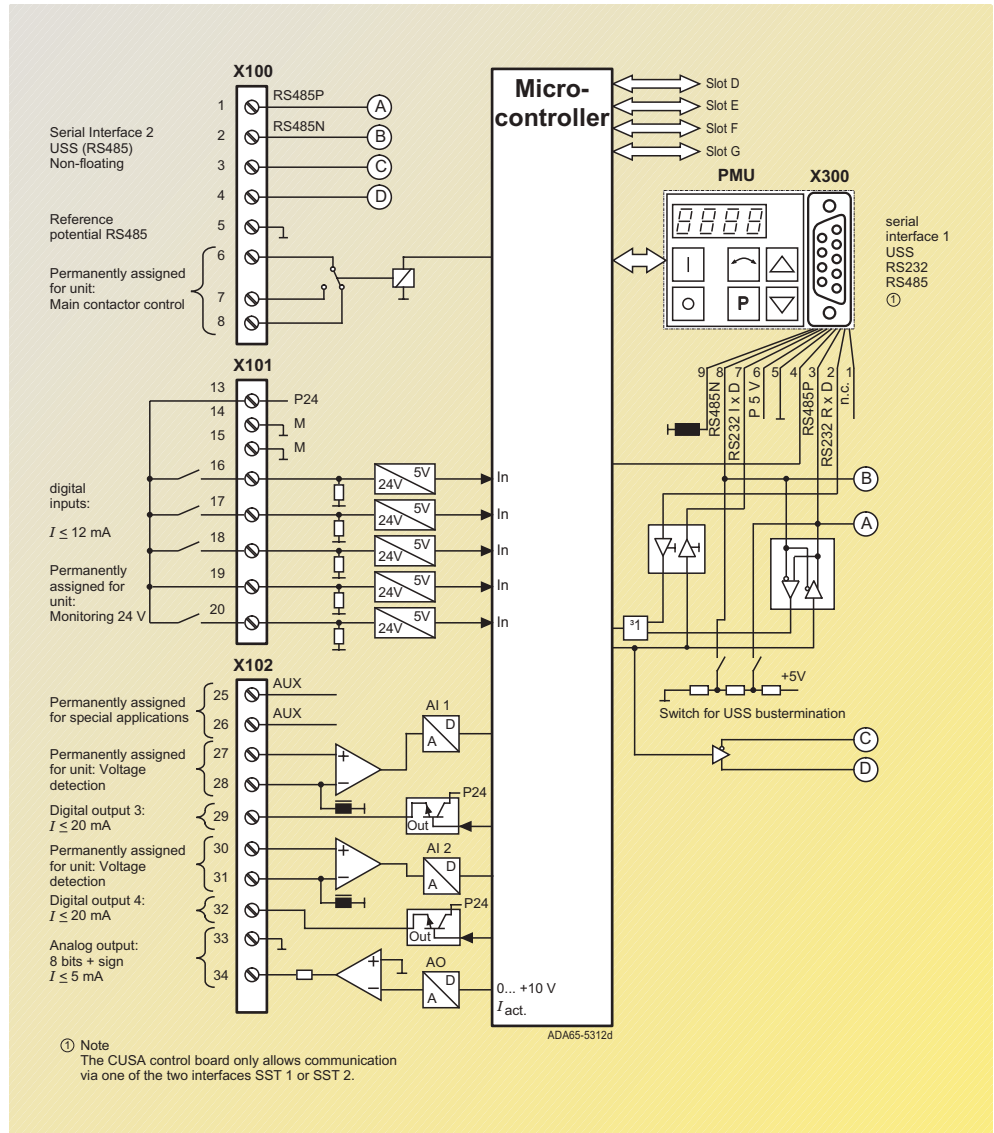 X100
1
RS485P
A
2
RS485N
B
3
C
4
D
5
6
7
8
Serial Interface 2
USS (RS485)
Non-floating
Reference
potential RS485
Permanently assigned
for unit:
Main contactor control
Micro-
controller
Slot D
Slot E
Slot F
Slot G
PMU
X300
8888
I
O
P
serial
interface 1
USS
RS232
RS485
①
9 8 7 6 5 4 3 2 1
RS485N
RS232 I x D
P 5 V
RS485P
RS232 R x D
n.c.
B
A
³1
+5V
Switch for USS bustermination
C
D
X101
13
P24
14
M
15
M
16
5V
24V
In
17
5V
24V
In
18
5V
24V
In
19
5V
24V
In
20
5V
24V
In
digital
inputs:
I ≤ 12 mA
Permanently
assigned for
unit:
Monitoring 24 V
X102
Permanently assigned
for special applications
25
AUX
26
AUX
Permanently assigned
for unit: Voltage
detection
27
28
+
−
AI 1
D
A
Digital output 3:
I ≤ 20 mA
29
P24
Out
Permanently assigned
for unit: Voltage
detection
30
31
+
−
AI 2
D
A
Digital output 4:
I ≤ 20 mA
32
P24
Out
Analog output:
8 bits + sign
I ≤ 5 mA
33
34
+
−
AO
D
A
0... +10 V
I act.
ADA65-5312d
① Note
The CUSA control board only allows communication
via one of the two interfaces SST 1 or SST 2.